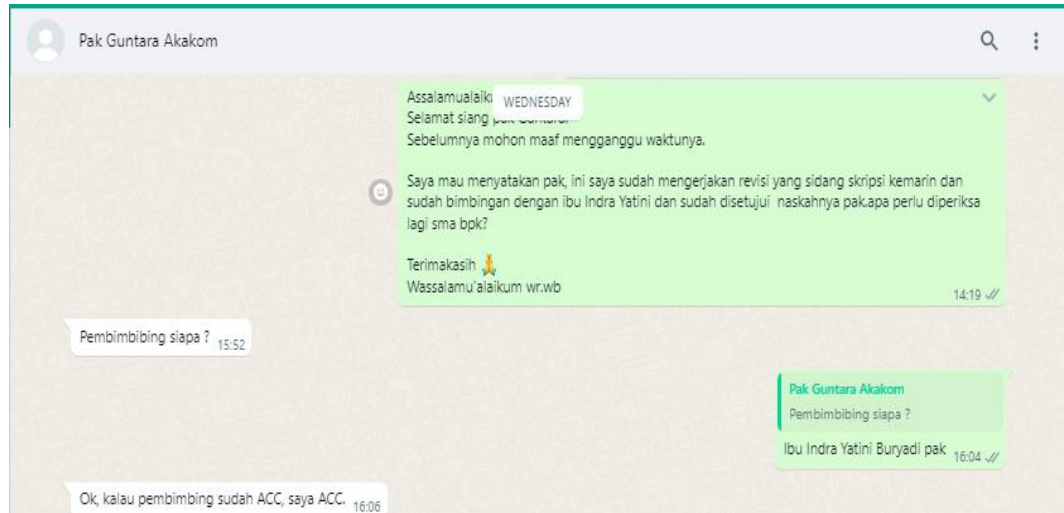 Pak Guntara Akakom
WEDNESDAY
Assalamualaik
Selamat siang
Sebelumnya mohon maaf mengganggu waktunya.
Saya mau menyatakan pak, ini saya sudah mengerjakan revisi yang sidang skripsi kemarin dan
sudah bimbingan dengan ibu Indra Yatini dan sudah disetujui naskahnya pak.apa perlu diperiksa
lagi sma bpk?
Terimakasih 🙏
Wassalamu'alaikum wr.wb
14:19
Pembimbibing siapa ? 15:52
Pak Guntara Akakom
Pembimbibing siapa ?
Ibu Indra Yatini Buryadi pak 16:04
Ok, kalau pembimbing sudah ACC, saya ACC. 16:06